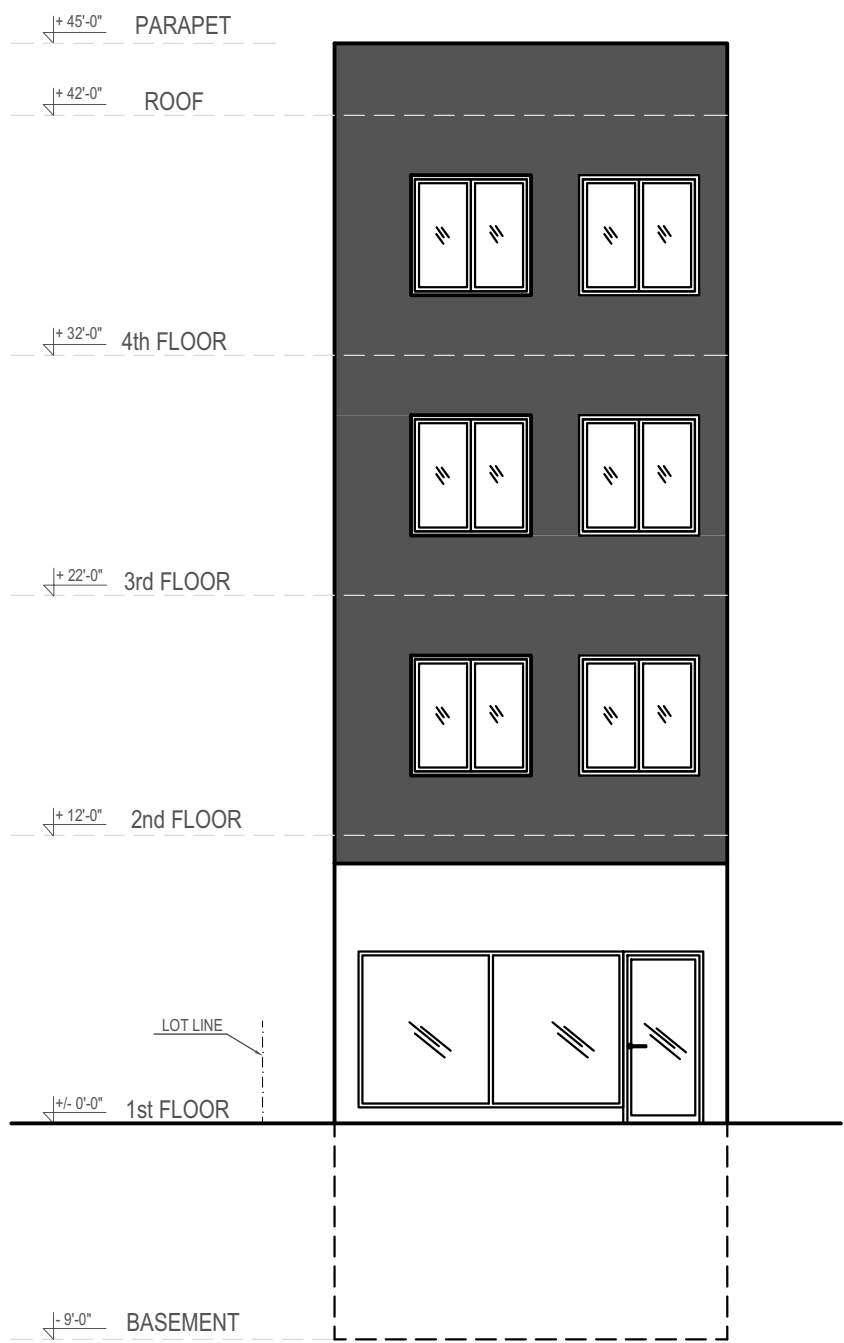 + 45'-0" PARAPET
+ 42'-0" ROOF
+ 32'-0" 4th FLOOR
+ 22'-0" 3rd FLOOR
+ 12'-0" 2nd FLOOR
LOT LINE
+/- 0'-0" 1st FLOOR
- 9'-0" BASEMENT